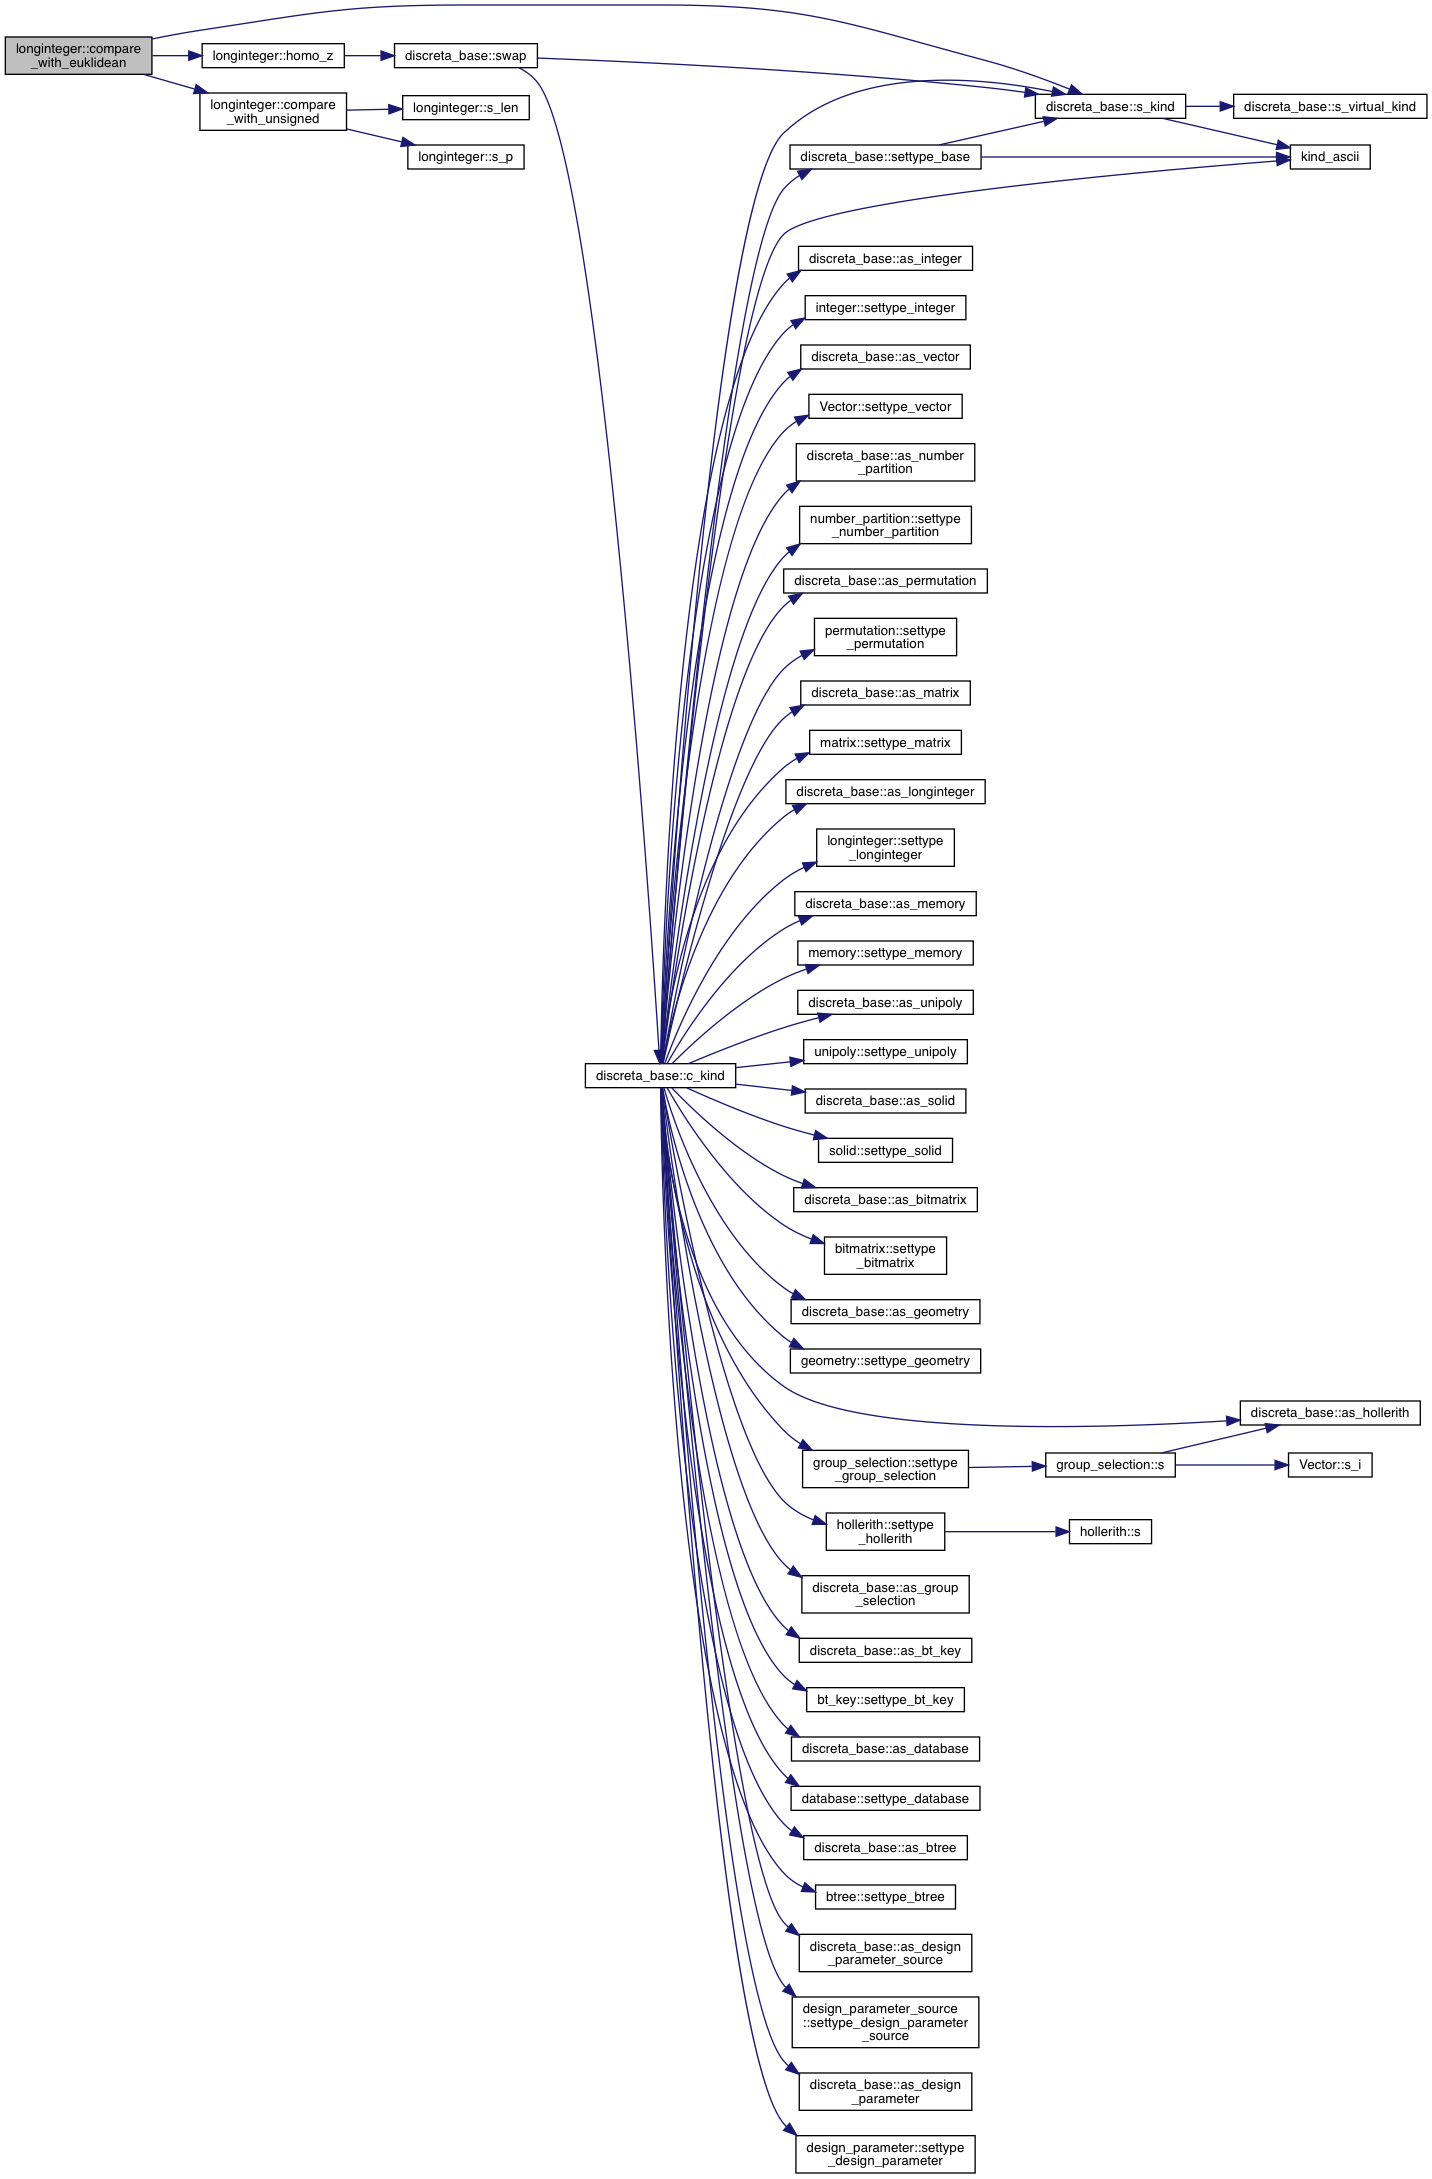 longinteger::compare
_with_euklidean
longinteger::homo_z
discreta_base::swap
longinteger::compare
_with_unsigned
longinteger::s_len
longinteger::s_p
discreta_base::s_kind
discreta_base::s_virtual_kind
discreta_base::settype_base
kind_ascii
discreta_base::as_integer
integer::settype_integer
discreta_base::as_vector
Vector::settype_vector
discreta_base::as_number
_partition
number_partition::settype
_number_partition
discreta_base::as_permutation
permutation::settype
_permutation
discreta_base::as_matrix
matrix::settype_matrix
discreta_base::as_longinteger
longinteger::settype
_longinteger
discreta_base::as_memory
memory::settype_memory
discreta_base::as_unipoly
unipoly::settype_unipoly
discreta_base::c_kind
discreta_base::as_solid
solid::settype_solid
discreta_base::as_bitmatrix
bitmatrix::settype
_bitmatrix
discreta_base::as_geometry
geometry::settype_geometry
discreta_base::as_hollerith
group_selection::settype
_group_selection
group_selection::s
Vector::s_i
hollerith::settype
_hollerith
hollerith::s
discreta_base::as_group
_selection
discreta_base::as_bt_key
bt_key::settype_bt_key
discreta_base::as_database
database::settype_database
discreta_base::as_btree
btree::settype_btree
discreta_base::as_design
_parameter_source
design_parameter_source
::settype_design_parameter
_source
discreta_base::as_design
_parameter
design_parameter::settype
_design_parameter